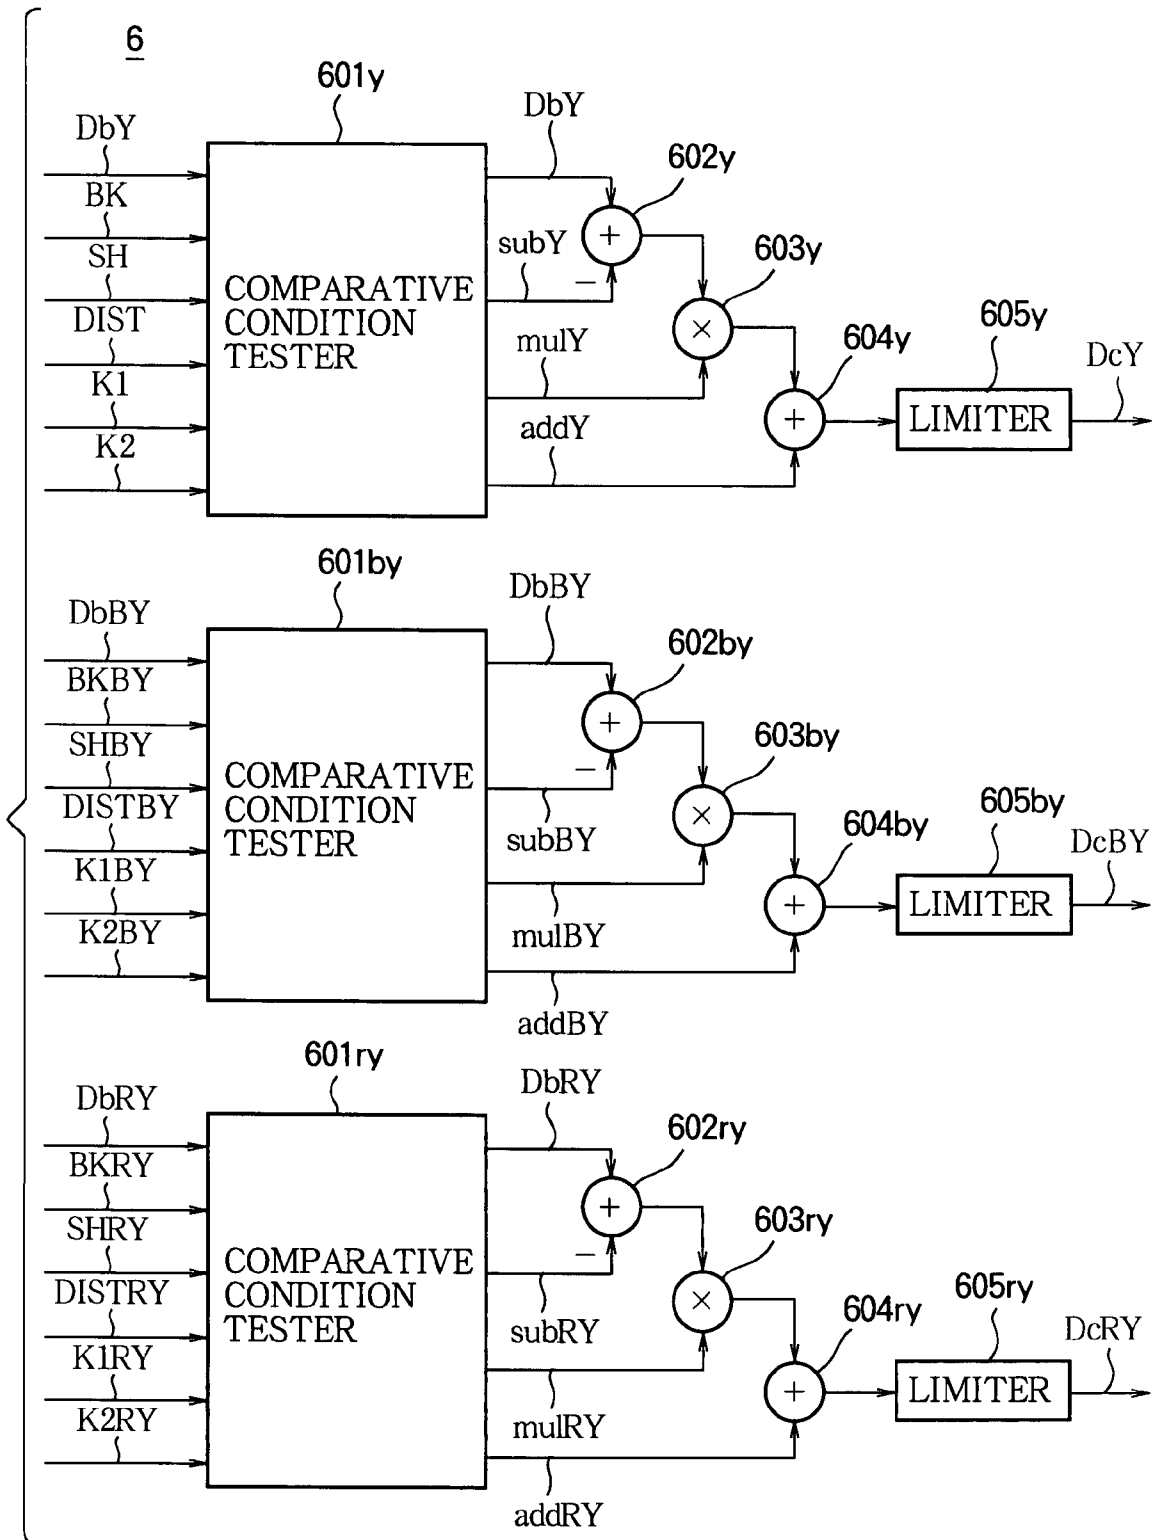 6
601y
DbY
BK
SH
DIST
K1
K2
COMPARATIVE
CONDITION
TESTER
DbY
subY
mulY
addY
602y
+
−
603y
×
604y
+
605y
LIMITER
DcY
601by
DbBY
BKBY
SHBY
DISTBY
K1BY
K2BY
COMPARATIVE
CONDITION
TESTER
DbBY
subBY
mulBY
addBY
602by
+
−
603by
×
604by
+
605by
LIMITER
DcBY
601ry
DbRY
BKRY
SHRY
DISTRY
K1RY
K2RY
COMPARATIVE
CONDITION
TESTER
DbRY
subRY
mulRY
addRY
602ry
+
−
603ry
×
604ry
+
605ry
LIMITER
DcRY